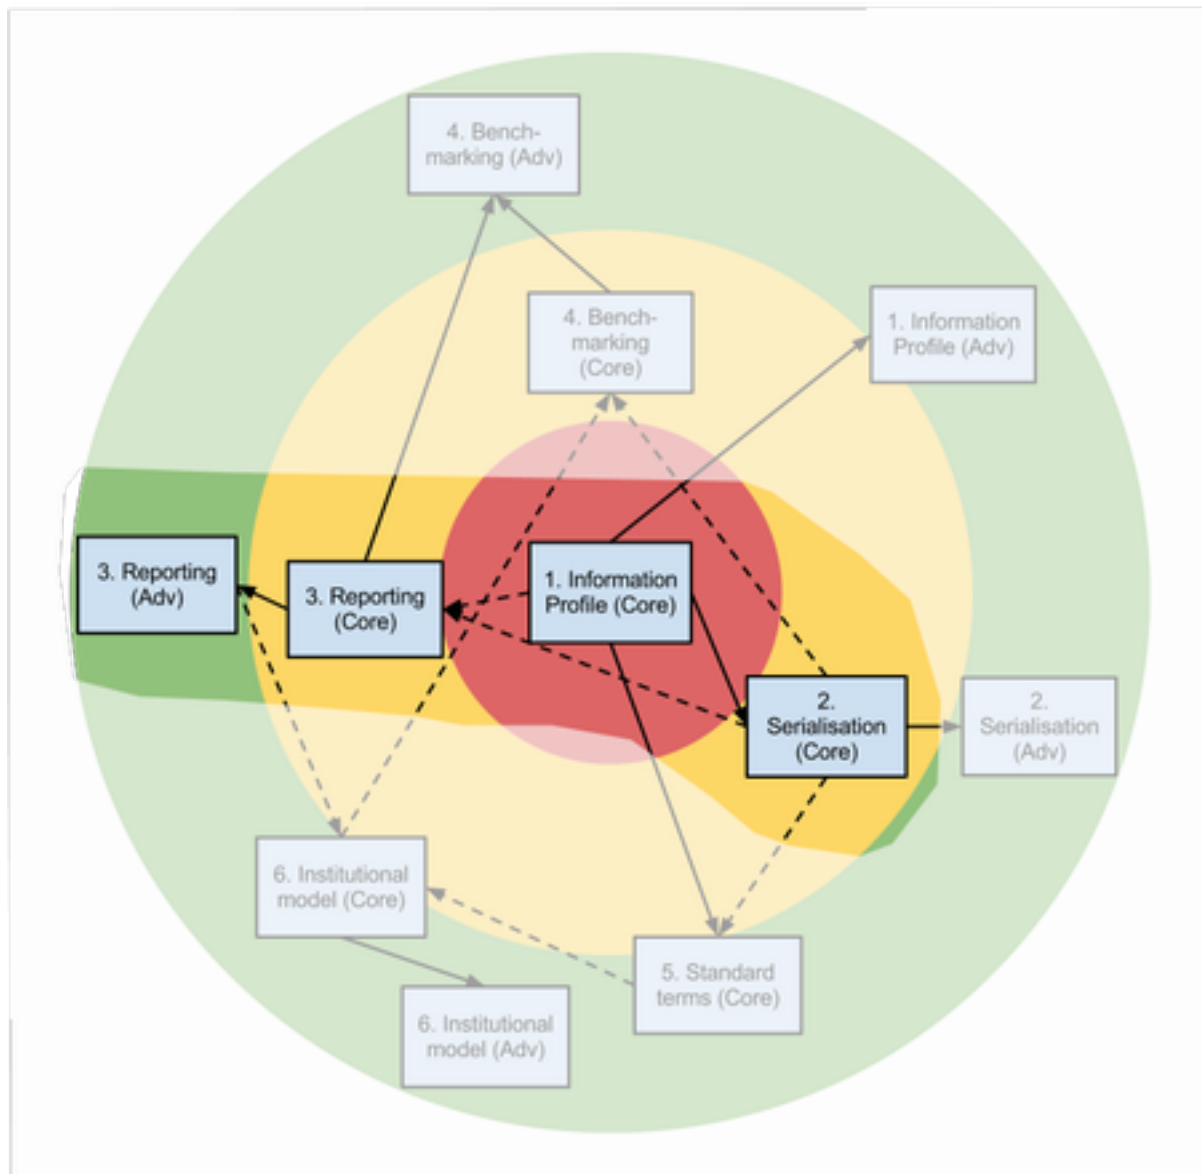 4. Bench-
marking (Adv)
4. Bench-
marking
(Core)
1. Information
Profile (Adv)
3. Reporting
(Adv)
3. Reporting
(Core)
1. Information
Profile (Core)
2.
Serialisation
(Core)
2.
Serialisation
(Adv)
6. Institutional
model (Core)
5. Standard
terms (Core)
6. Institutional
model (Adv)